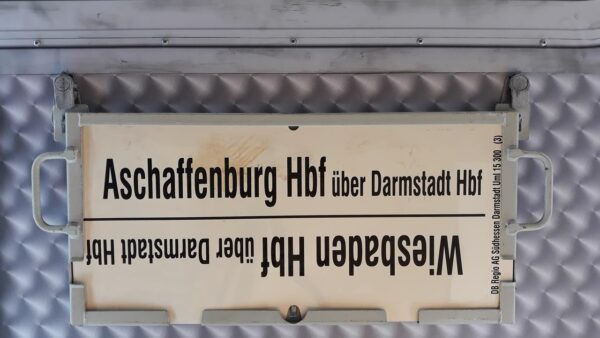 Aschaffenburg Hbf über Darmstadt Hbf
Wiesbaden Hbf über Darmstadt Hbf
DB Regio AG Südhessen Darmstadt Uml 15 300 (3)